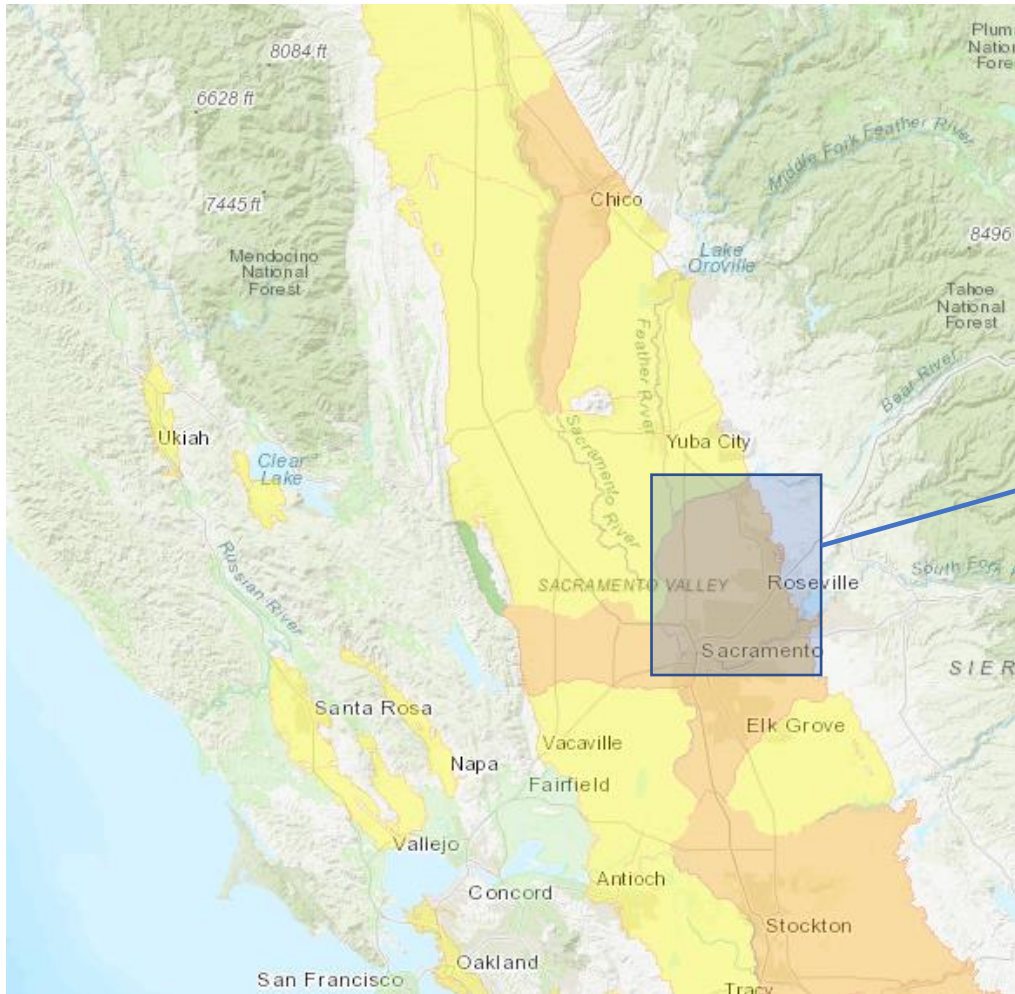 Plum
Nation
Fore
8084 ft
6628 ft
Middle Fork Feather River
Chico
7445 ft
8496
Lake
Oroville
Mendocino
National
Forest
Tahoe
National
Forest
Feather River
Bear River
Ukiah
Yuba City
Clear
Lake
Sacramento River
Russian River
SACRAMENTO VALLEY
Roseville
South Fork A
Sacramento
SIER
Santa Rosa
Elk Grove
Vacaville
Napa
Fairfield
Vallejo
Antioch
Concord
Stockton
Oakland
San Francisco
Tracy